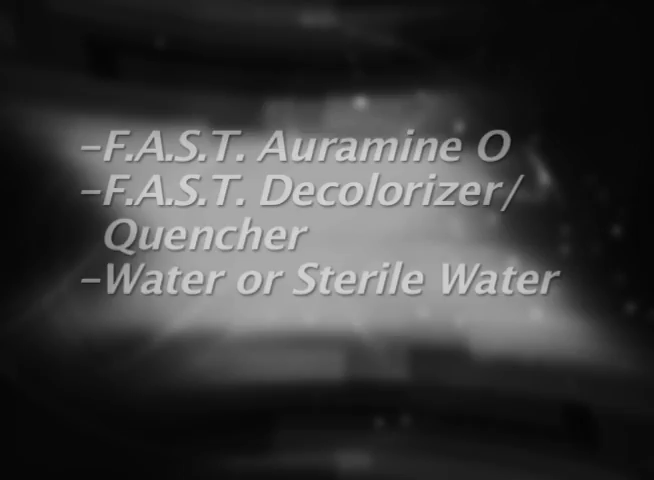 -F.A.S.T. Auramine O
-F.A.S.T. Decolorizer/
Quencher
-Water or Sterile Water